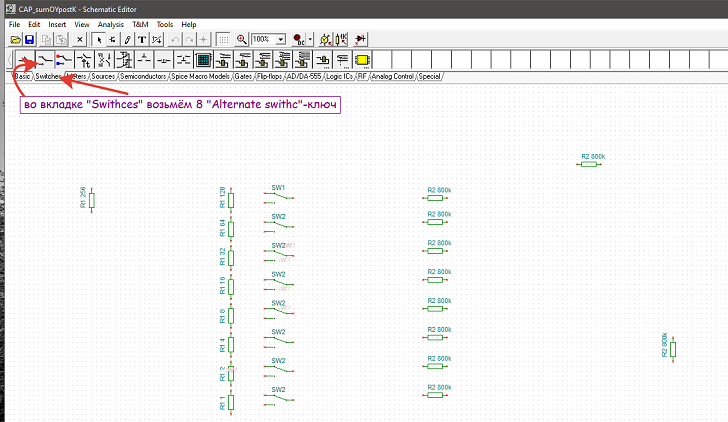 CAP_sumOYpostK - Schematic Editor
File Edit Insert View Analysis T&M Tools Help
100%
DC
Basic Switches Meters Sources Semiconductors Spice Macro Models Gates Flip-flops AD/DA-555 Logic ICs RF Analog Control Special
во вкладке "Swithces" возьмём 8 "Alternate swithc"-ключ
R2 800k
R1 256
R1 128
SW1
R2 800k
R1 64
SW2
R2 800k
R1 32
SW2
R2 800k
R1 16
SW2
R2 800k
R1 8
SW2
R2 800k
R1 4
SW2
R2 800k
R2 900k
R1 2
SW2
R2 800k
R1 1
SW2
R2 800k